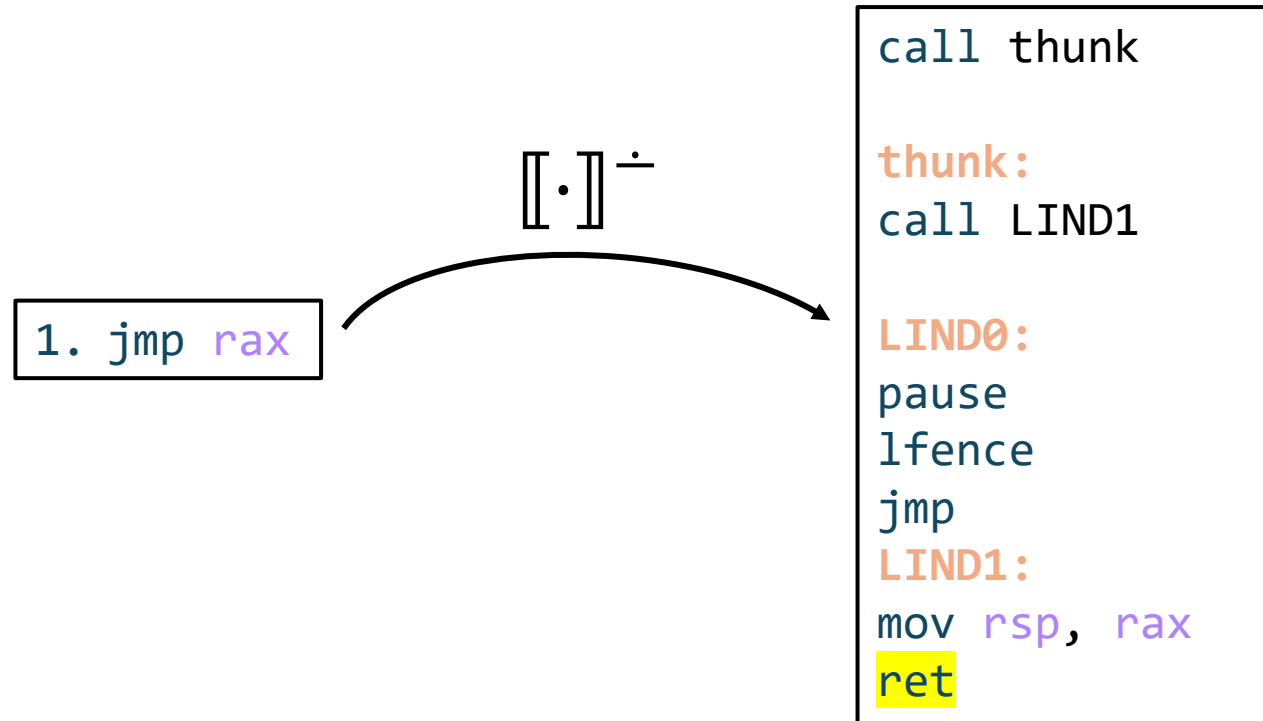 call thunk
⟦·⟧∸
thunk:
call LIND1
1. jmp rax
LIND0:
pause
lfence
jmp
LIND1:
mov rsp, rax
ret